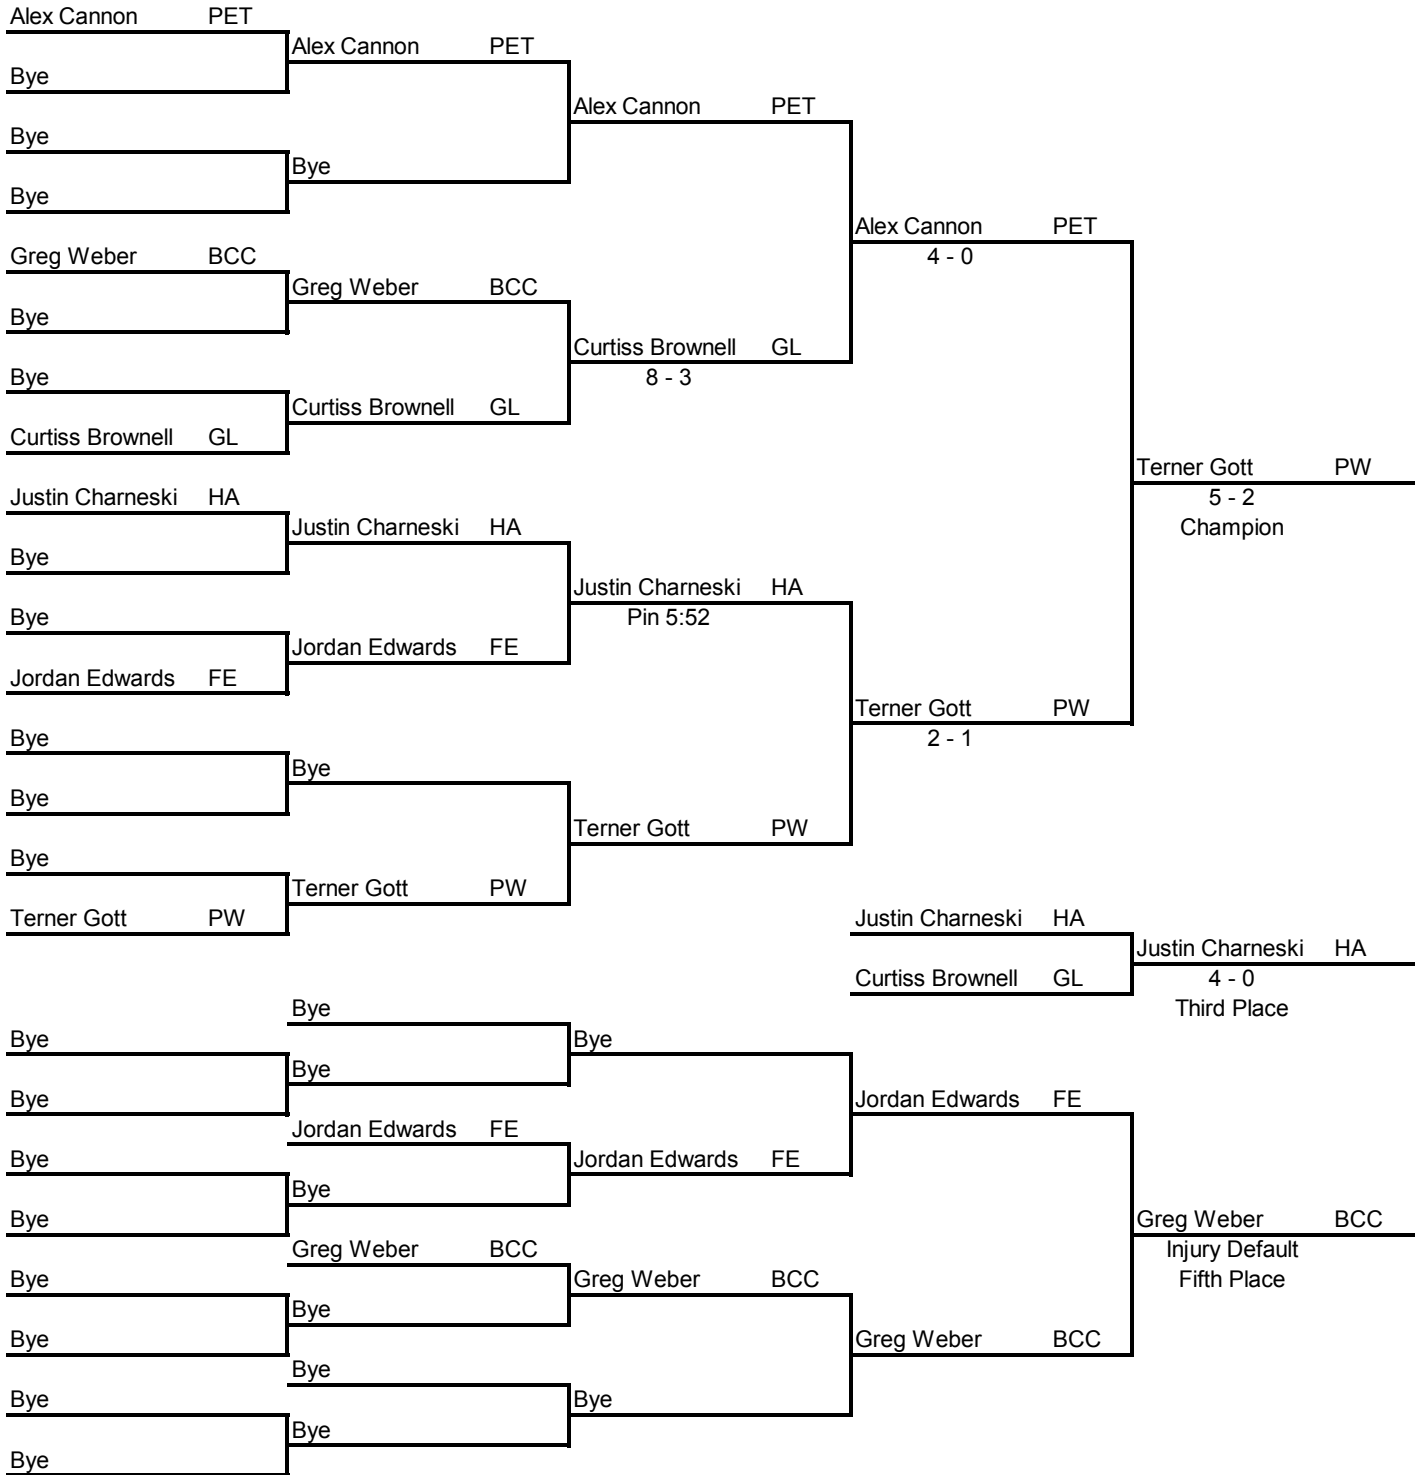 Alex Cannon PET
Alex Cannon PET
Bye
Alex Cannon PET
Bye
Bye
Bye
Alex Cannon PET
4 - 0
Greg Weber BCC
Greg Weber BCC
Bye
Curtiss Brownell GL
8 - 3
Bye
Curtiss Brownell GL
Curtiss Brownell GL
Terner Gott PW
5 - 2
Champion
Justin Charneski HA
Justin Charneski HA
Bye
Justin Charneski HA
Pin 5:52
Bye
Jordan Edwards FE
Jordan Edwards FE
Terner Gott PW
2 - 1
Bye
Bye
Bye
Terner Gott PW
Bye
Terner Gott PW
Terner Gott PW
Justin Charneski HA
Justin Charneski HA
4 - 0
Third Place
Curtiss Brownell GL
Bye
Bye
Bye
Bye
Bye
Jordan Edwards FE
Jordan Edwards FE
Bye
Jordan Edwards FE
Bye
Bye
Greg Weber BCC
Injury Default
Fifth Place
Greg Weber BCC
Bye
Greg Weber BCC
Bye
Bye
Greg Weber BCC
Bye
Bye
Bye
Bye
Bye